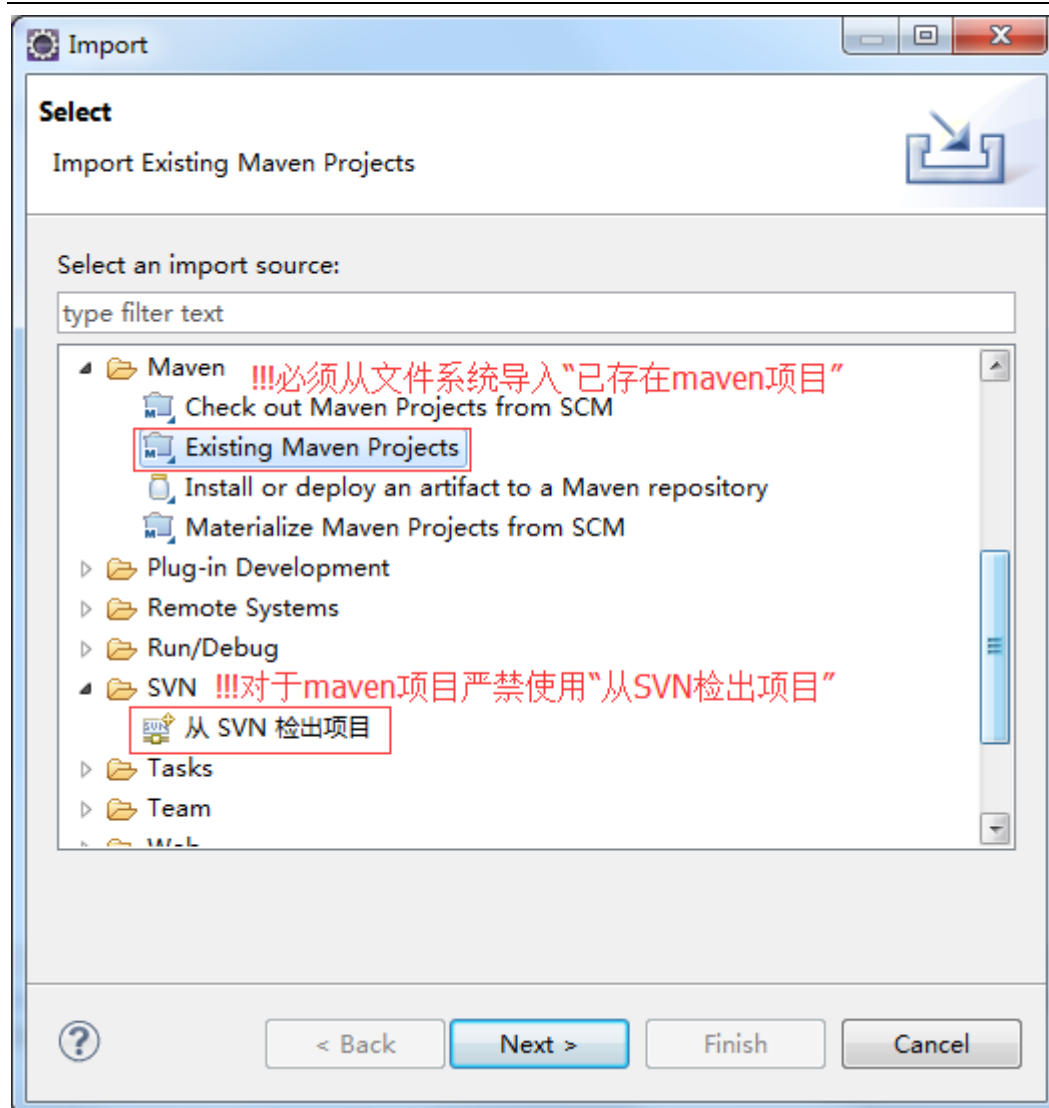 Import
Select
Import Existing Maven Projects
Select an import source:
type filter text
Maven !!!必须从文件系统导入“已存在maven项目”
Check out Maven Projects from SCM
Existing Maven Projects
Install or deploy an artifact to a Maven repository
Materialize Maven Projects from SCM
Plug-in Development
Remote Systems
Run/Debug
SVN !!!对于maven项目严禁使用“从SVN检出项目”
从 SVN 检出项目
Tasks
Team
Web
< Back Next > Finish Cancel